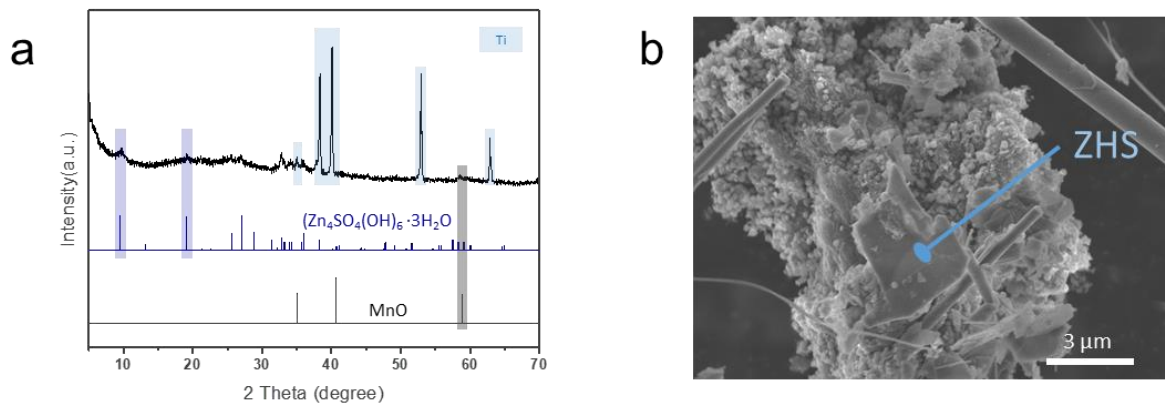 a
Ti
Intensity(a.u.)
(Zn₄SO₄(OH)₆ ·3H₂O
MnO
10 20 30 40 50 60 70
2 Theta (degree)
b
ZHS
3 µm